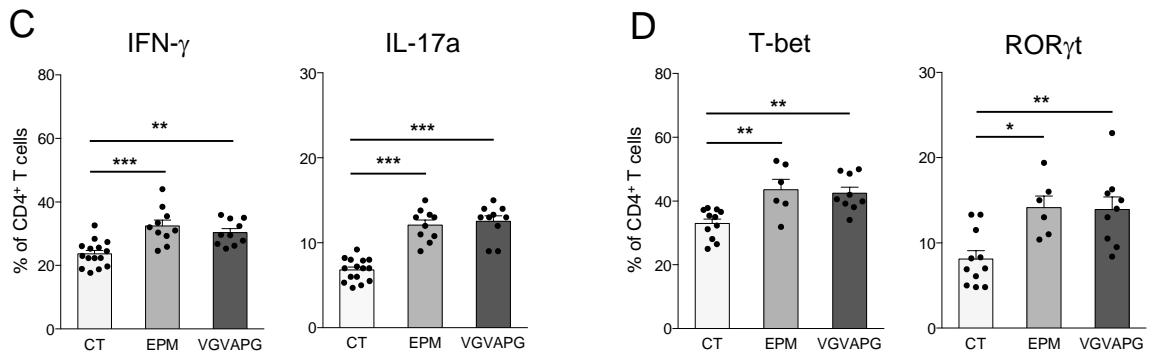 C
IFN-γ
% of CD4⁺ T cells
80
60
40
20
0
**
***
CT EPM VGVAPG
IL-17a
30
20
10
0
***
***
CT EPM VGVAPG
D
T-bet
% of CD4⁺ T cells
80
60
40
20
0
**
**
CT EPM VGVAPG
RORγt
30
20
10
0
**
*
CT EPM VGVAPG